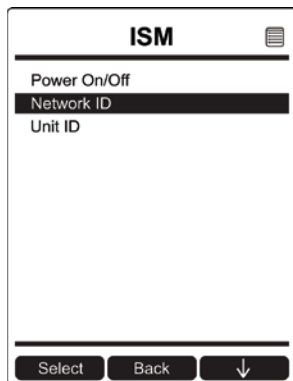 ISM
Power On/Off
Network ID
Unit ID
Select Back ↓